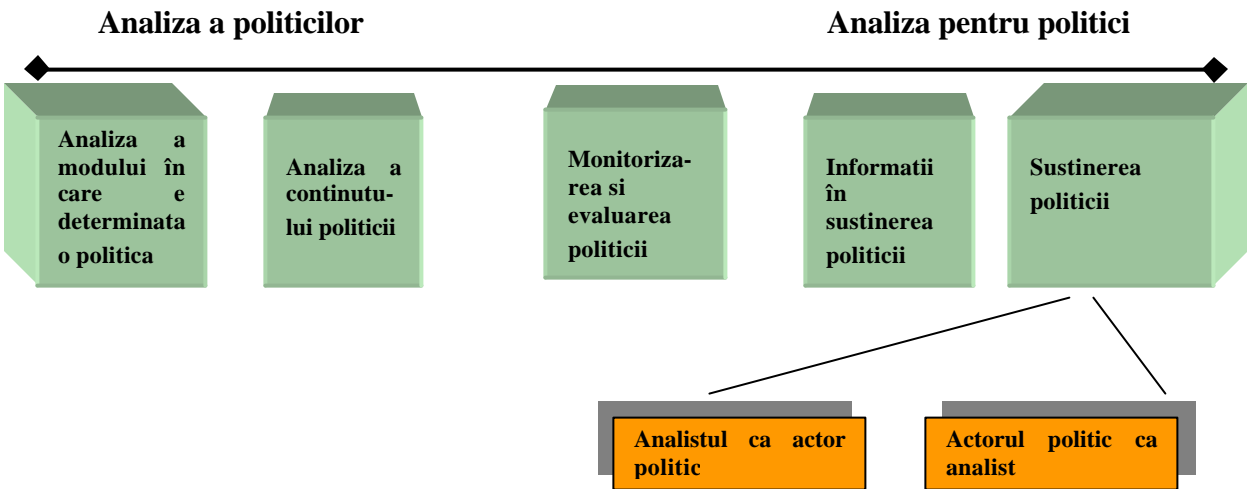 Analiza a politicilor
Analiza pentru politici
Analiza a
modului în
care e
determinata
o politica
Analiza a
continutu-
lui politicii
Monitoriza-
rea si
evaluarea
politicii
Informatii
în
sustinerea
politicii
Sustinerea
politicii
Analistul ca actor
politic
Actorul politic ca
analist